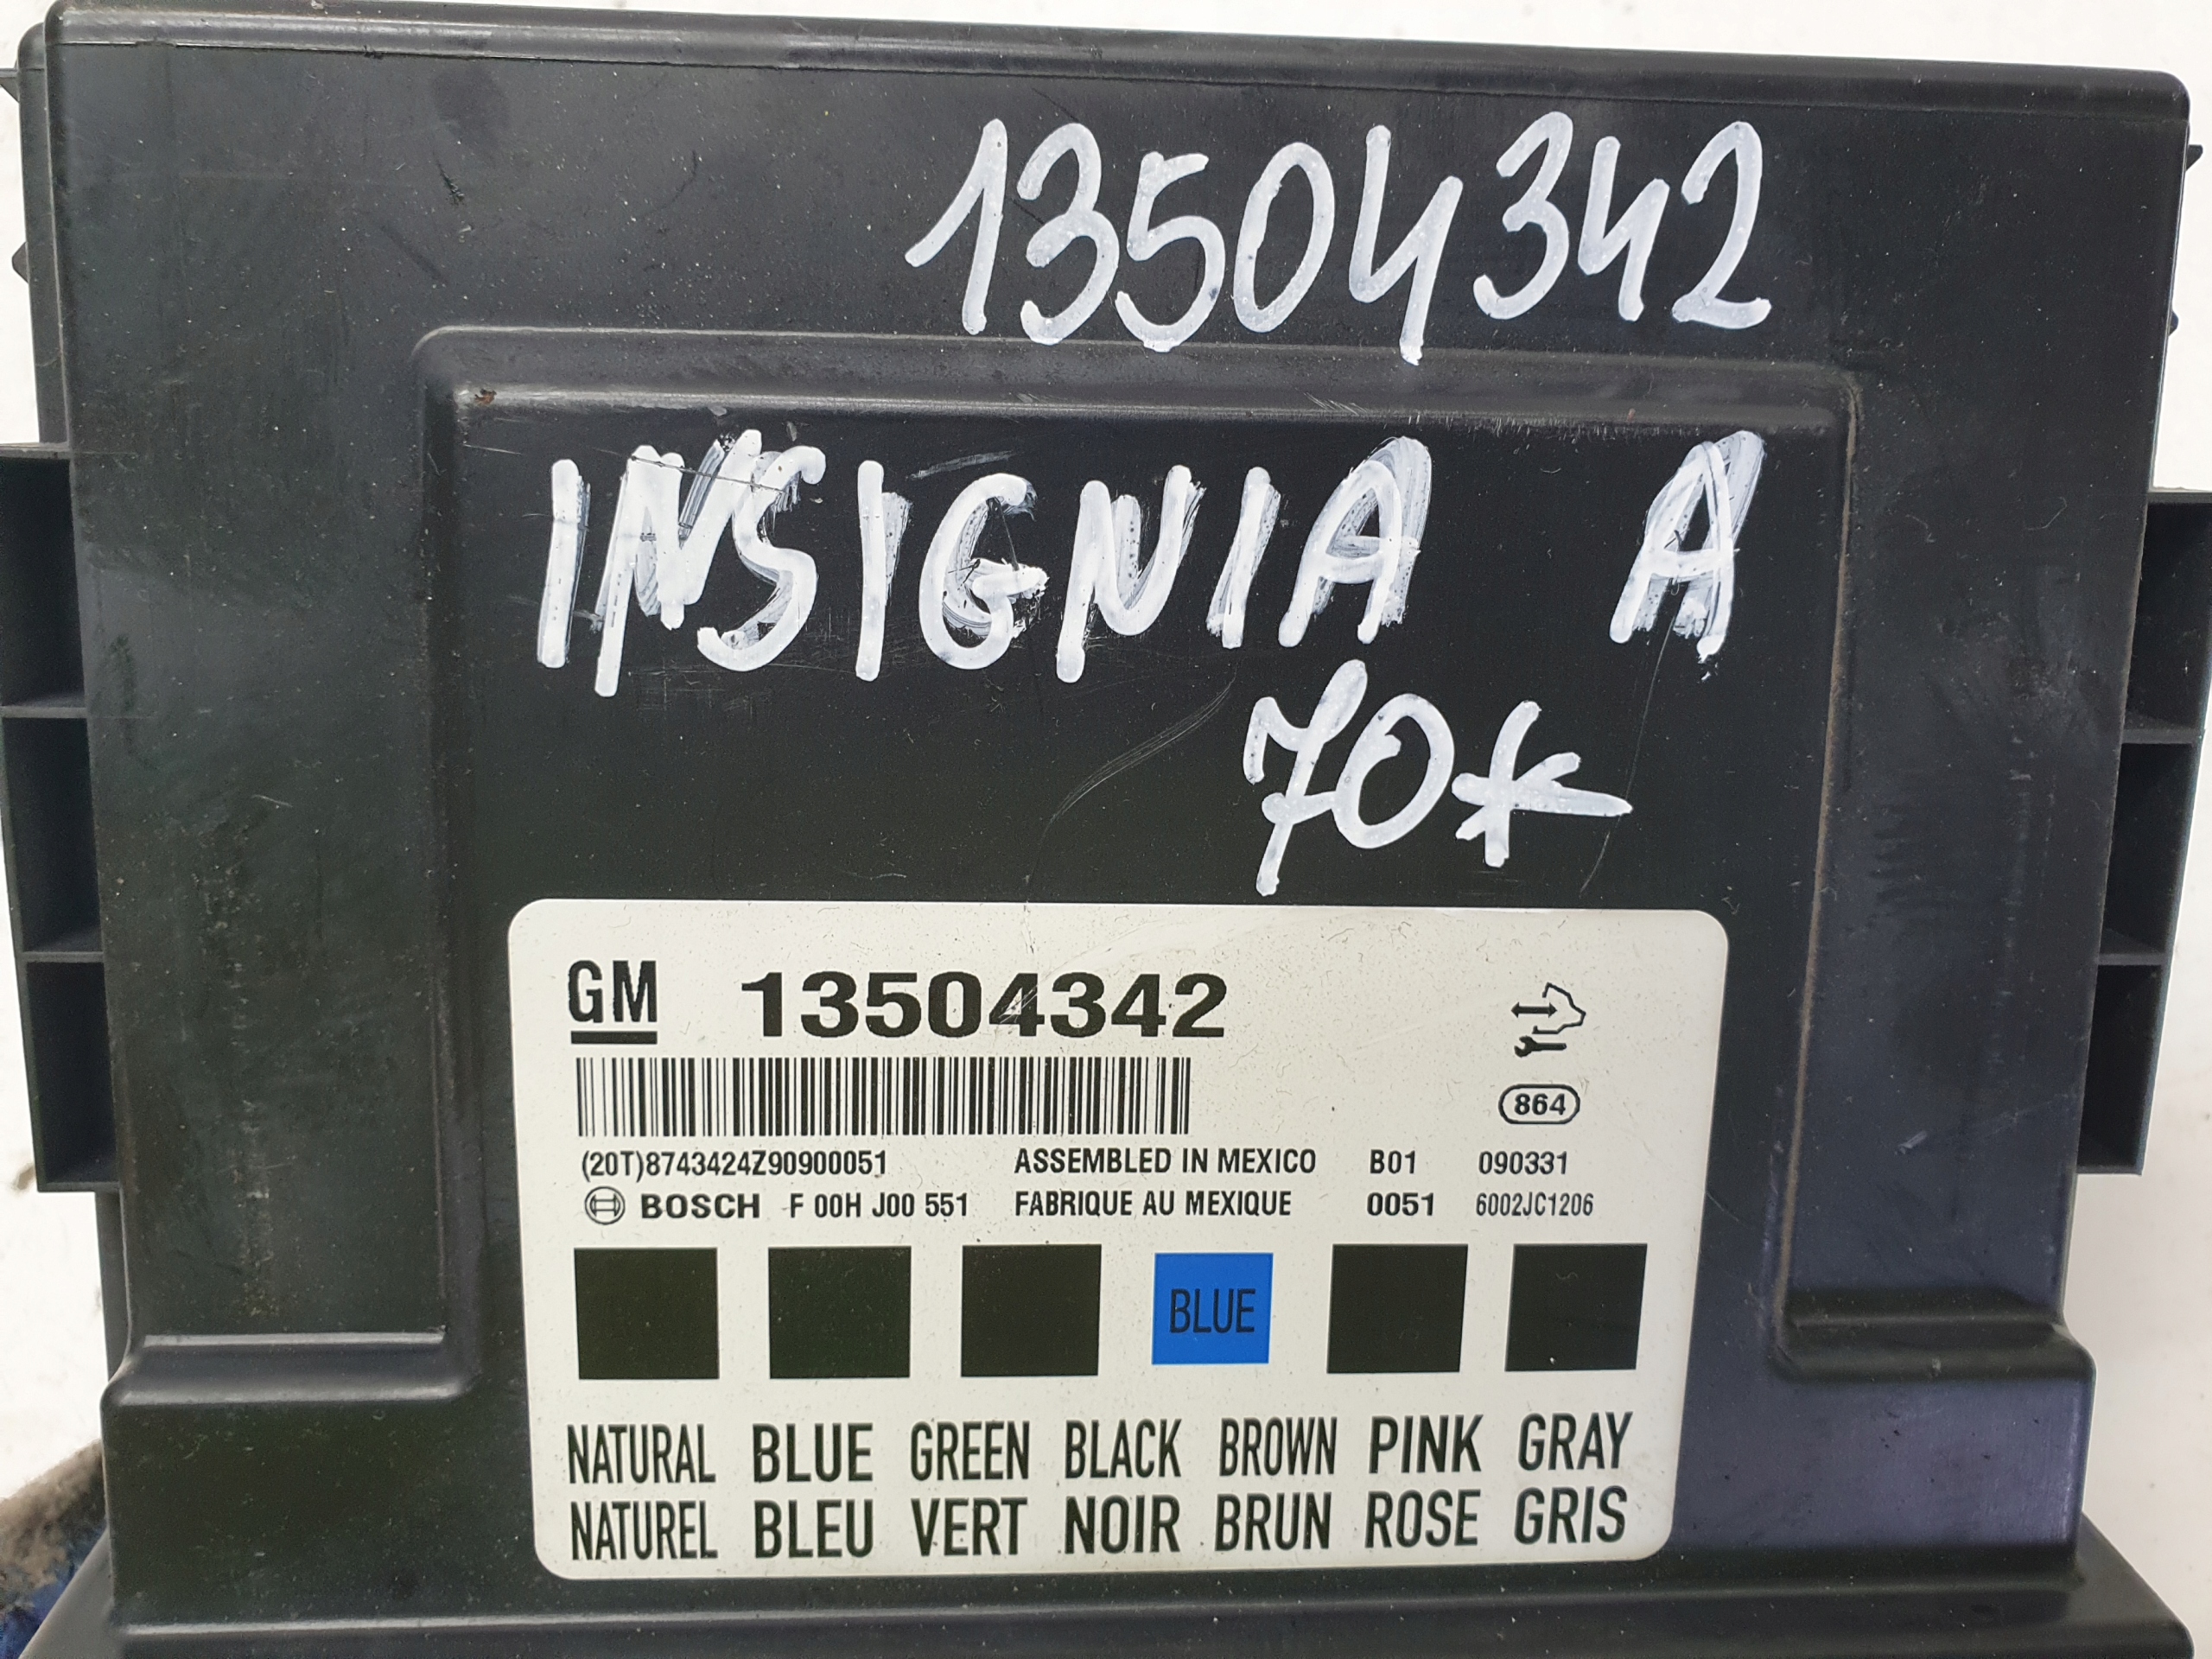 13504342
INSIGNIA A
70*
GM 13504342
864
(20T)8743424Z90900051 ASSEMBLED IN MEXICO B01 090331
BOSCH F 00H J00 551 FABRIQUE AU MEXIQUE 0051 6002JC1206
BLUE
NATURAL BLUE GREEN BLACK BROWN PINK GRAY
NATUREL BLEU VERT NOIR BRUN ROSE GRIS